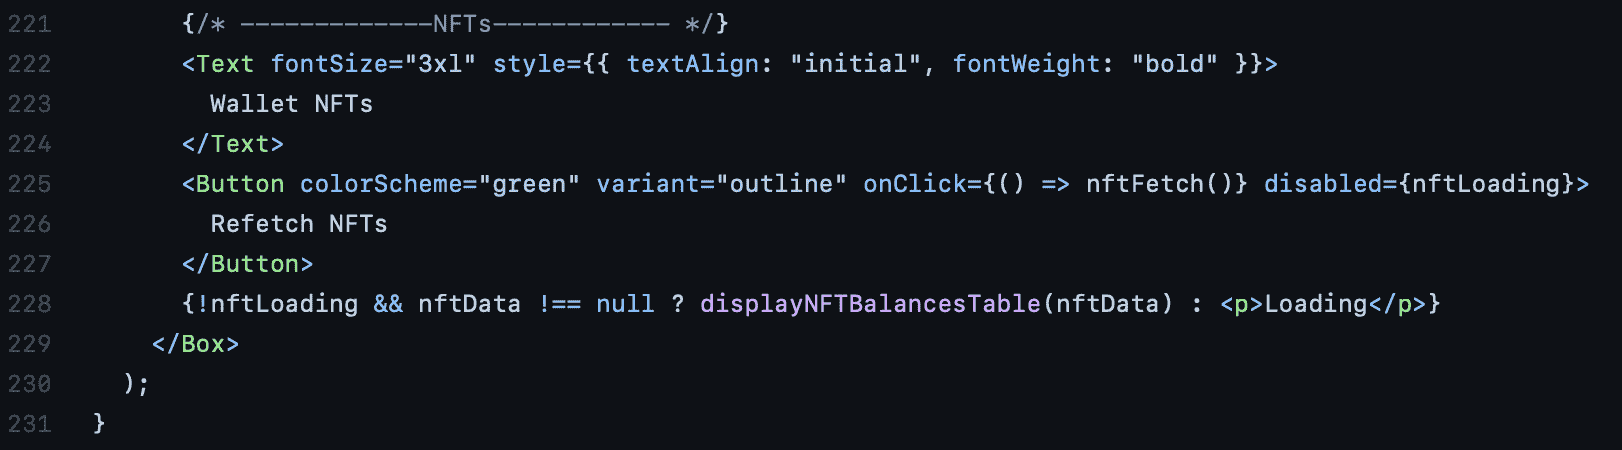 221 {/* —————————————NFTs———————————— */}
222 <Text fontSize="3xl" style={{ textAlign: "initial", fontWeight: "bold" }}>
223 Wallet NFTs
224 </Text>
225 <Button colorScheme="green" variant="outline" onClick={() => nftFetch()} disabled={nftLoading}>
226 Refetch NFTs
227 </Button>
228 {!nftLoading && nftData !== null ? displayNFTBalancesTable(nftData) : <p>Loading</p>}
229 </Box>
230 );
231 }